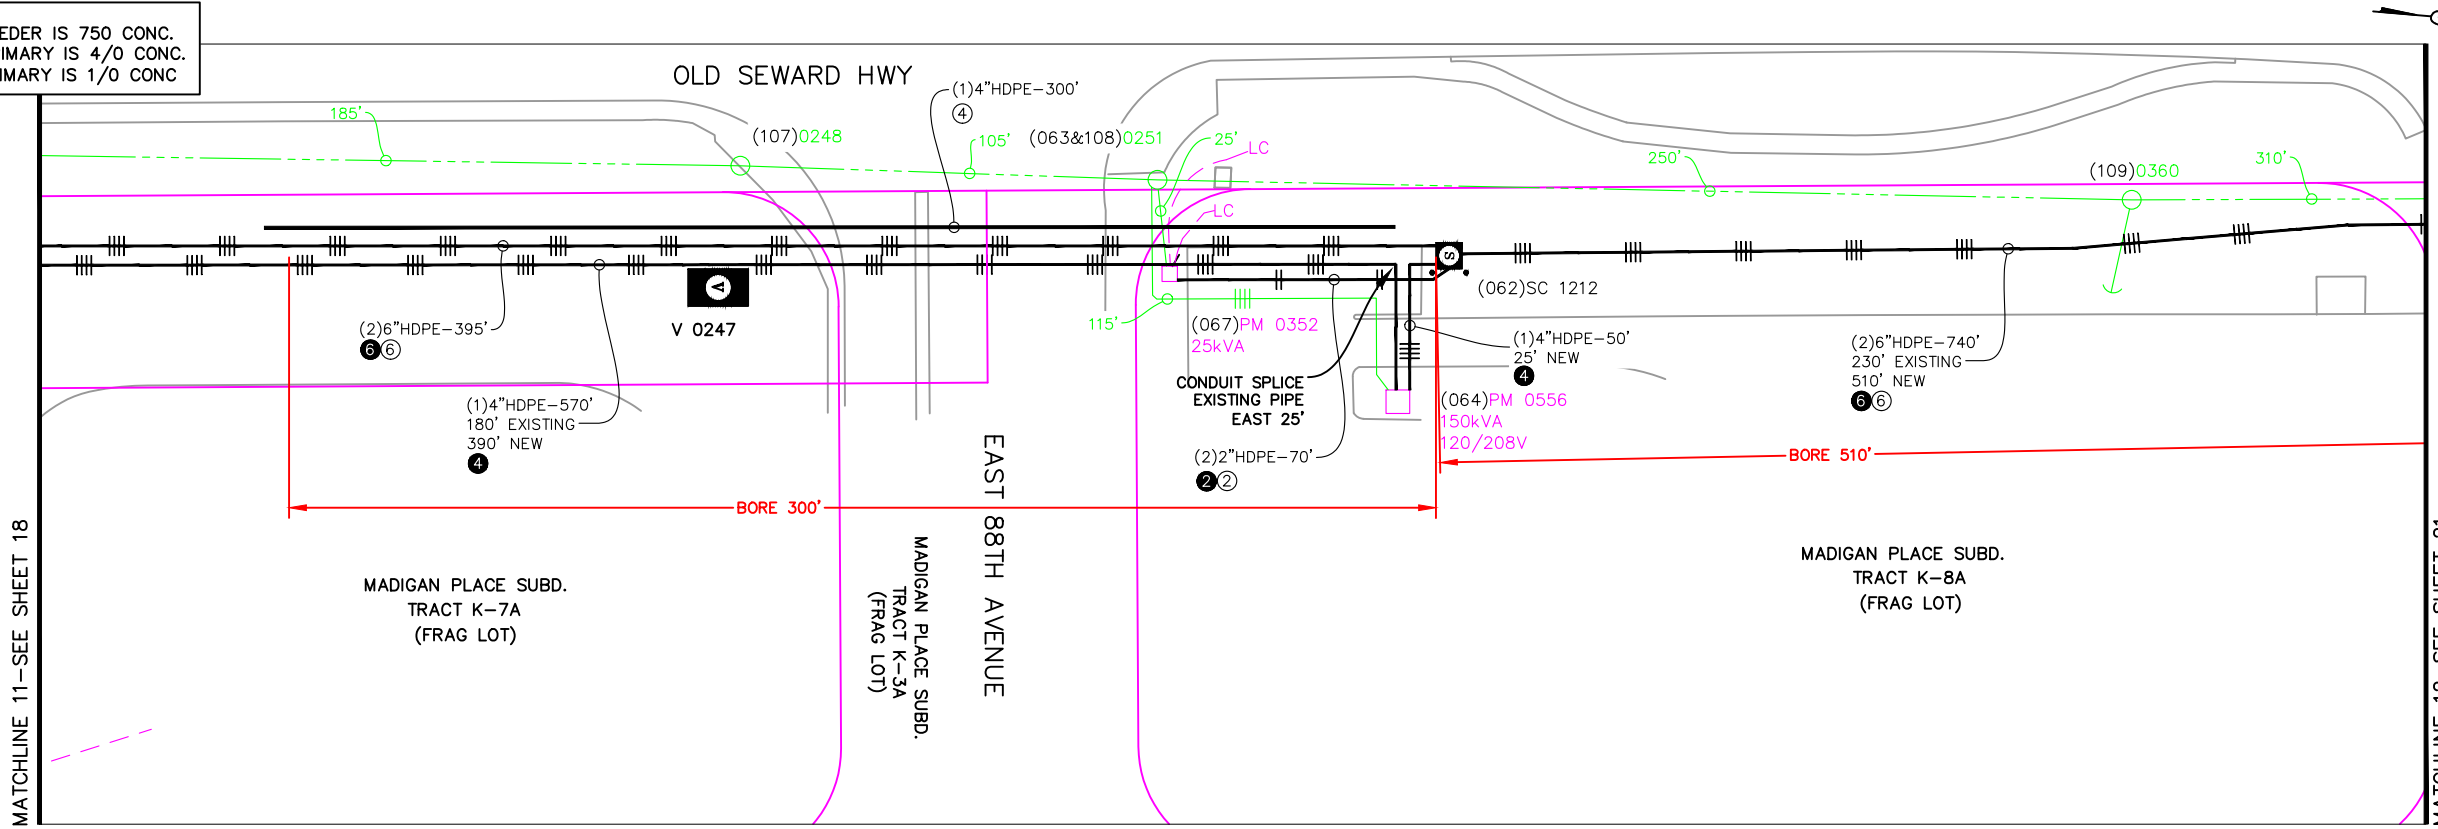 EDER IS 750 CONC.
IMARY IS 4/0 CONC.
IMARY IS 1/0 CONC
OLD SEWARD HWY
(1)4"HDPE-300'
4
185'
(107)0248
105'
(063&108)0251
25'
LC
LC
250'
(109)0360
310'
(2)6"HDPE-395'
6 6
V 0247
A
S
(062)SC 1212
115'
(067)PM 0352
25kVA
(1)4"HDPE-50'
25' NEW
4
(2)6"HDPE-740'
230' EXISTING
510' NEW
6 6
CONDUIT SPLICE
EXISTING PIPE
EAST 25'
(1)4"HDPE-570'
180' EXISTING
390' NEW
4
(064)PM 0556
150kVA
120/208V
(2)2"HDPE-70'
2 2
BORE 510'
BORE 300'
EAST 88TH AVENUE
MADIGAN PLACE SUBD.
TRACT K-7A
(FRAG LOT)
MADIGAN PLACE SUBD.
TRACT K-3A
(FRAG LOT)
MADIGAN PLACE SUBD.
TRACT K-8A
(FRAG LOT)
MATCHLINE 11-SEE SHEET 18